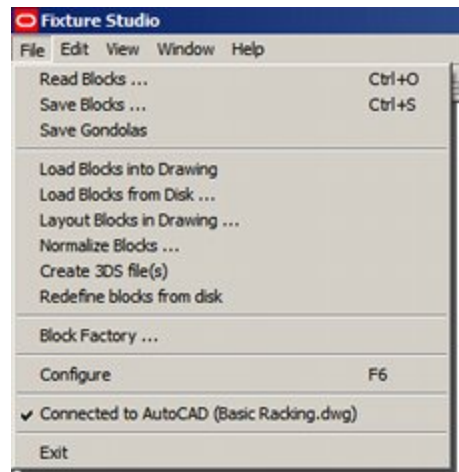 Fixture Studio
File Edit View Window Help
Read Blocks ... Ctrl+O
Save Blocks ... Ctrl+S
Save Gondolas
Load Blocks into Drawing
Load Blocks from Disk ...
Layout Blocks in Drawing ...
Normalize Blocks ...
Create 3DS file(s)
Redefine blocks from disk
Block Factory ...
Configure F6
Connected to AutoCAD (Basic Racking.dwg)
Exit